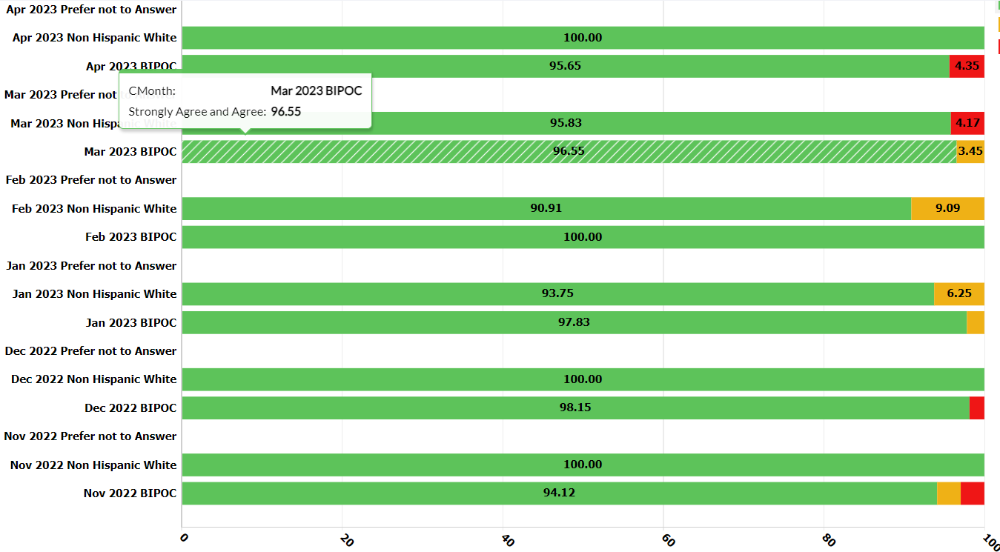 Apr 2023 Prefer not to Answer
Apr 2023 Non Hispanic White 100.00
Apr 2023 BIPOC 95.65 4.35
CMonth: Mar 2023 BIPOC
Strongly Agree and Agree: 96.55
Mar 2023 Prefer not to Answer
Mar 2023 Non Hispanic White 95.83 4.17
Mar 2023 BIPOC 96.55 3.45
Feb 2023 Prefer not to Answer
Feb 2023 Non Hispanic White 90.91 9.09
Feb 2023 BIPOC 100.00
Jan 2023 Prefer not to Answer
Jan 2023 Non Hispanic White 93.75 6.25
Jan 2023 BIPOC 97.83
Dec 2022 Prefer not to Answer
Dec 2022 Non Hispanic White 100.00
Dec 2022 BIPOC 98.15
Nov 2022 Prefer not to Answer
Nov 2022 Non Hispanic White 100.00
Nov 2022 BIPOC 94.12
0 20 40 60 80 100